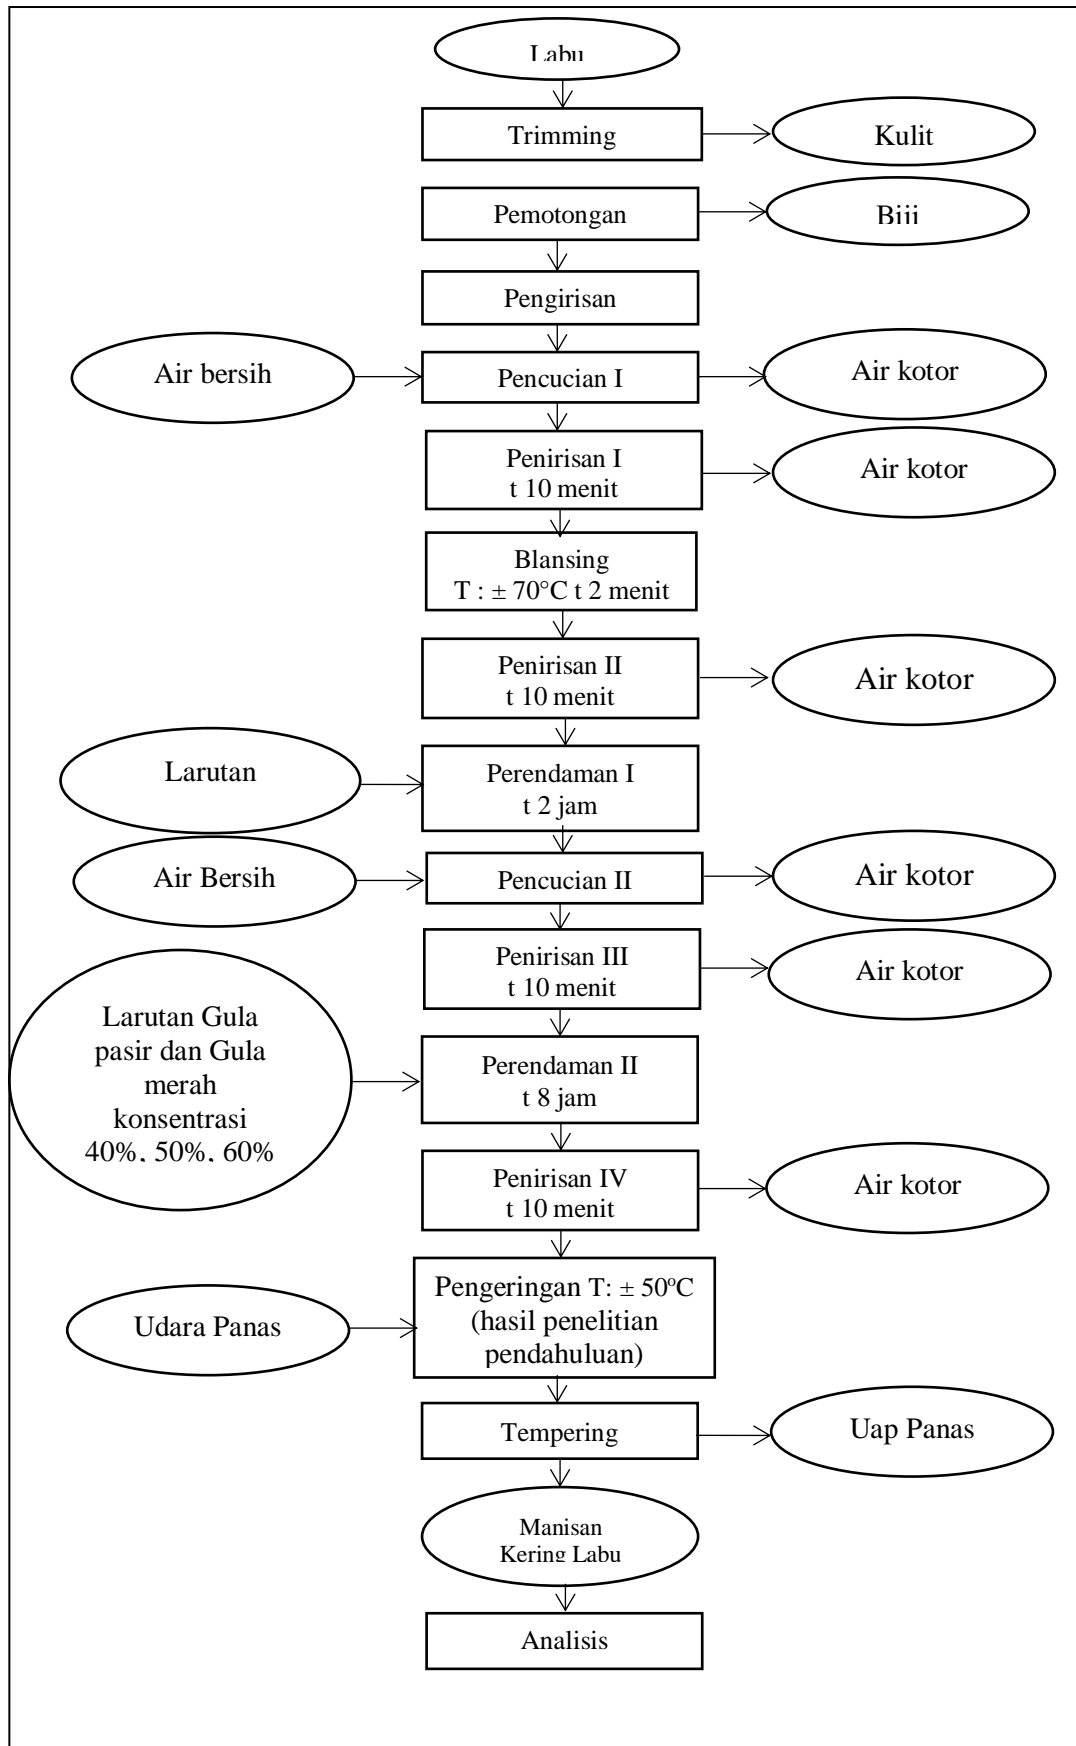 Labu
Trimming
Kulit
Pemotongan
Biji
Pengirisan
Air bersih
Pencucian I
Air kotor
Penirisan I
t 10 menit
Air kotor
Blansing
T : ± 70°C t 2 menit
Penirisan II
t 10 menit
Air kotor
Larutan
Perendaman I
t 2 jam
Air Bersih
Pencucian II
Air kotor
Penirisan III
t 10 menit
Air kotor
Larutan Gula
pasir dan Gula
merah
konsentrasi
40%, 50%, 60%
Perendaman II
t 8 jam
Penirisan IV
t 10 menit
Air kotor
Udara Panas
Pengeringan T: ± 50°C
(hasil penelitian
pendahuluan)
Tempering
Uap Panas
Manisan
Kering Labu
Analisis